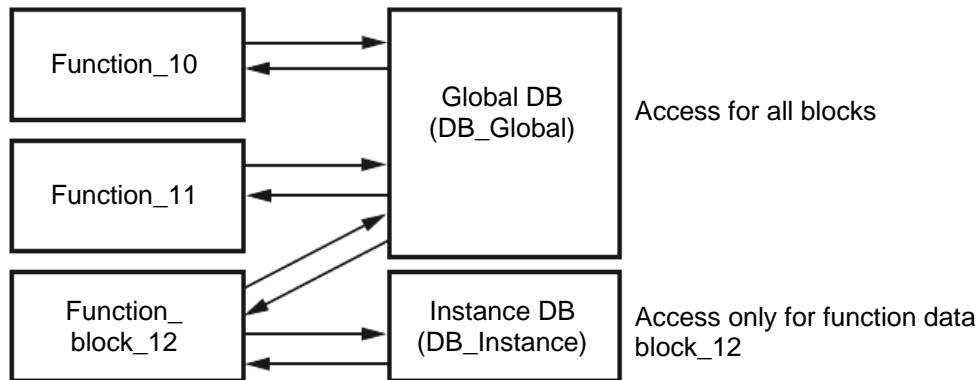 Function_10
Global DB
(DB_Global)
Access for all blocks
Function_11
Function_
block_12
Instance DB
(DB_Instance)
Access only for function data
block_12